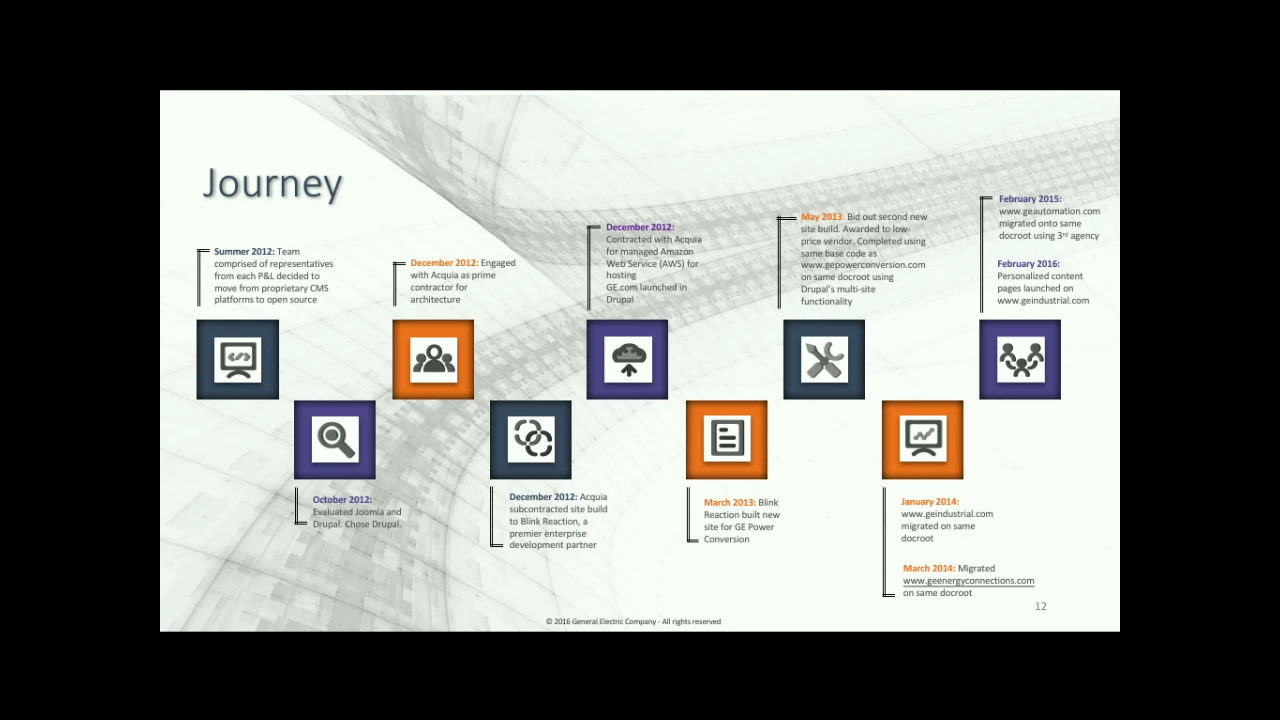 Journey
Summer 2012: Team
comprised of representatives
from each P&L decided to
move from proprietary CMS
platforms to open source
December 2012: Engaged
with Acquia as prime
contractor for
architecture
December 2012:
Contracted with Acquia
for managed Amazon
Web Service (AWS) for
hosting
GE.com launched in
Drupal
May 2013: Bid out second new
site build. Awarded to low-
price vendor. Completed using
same base code as
www.gepowerconversion.com
on same docroot using
Drupal's multi-site
functionality
February 2015:
www.geautomation.com
migrated onto same
docroot using 3rd agency
February 2016:
Personalized content
pages launched on
www.geindustrial.com
October 2012:
Evaluated Joomla and
Drupal. Chose Drupal.
December 2012: Acquia
subcontracted site build
to Blink Reaction, a
premier enterprise
development partner
March 2013: Blink
Reaction built new
site for GE Power
Conversion
January 2014:
www.geindustrial.com
migrated on same
docroot
March 2014: Migrated
www.geenergyconnections.com
on same docroot
12
© 2016 General Electric Company - All rights reserved